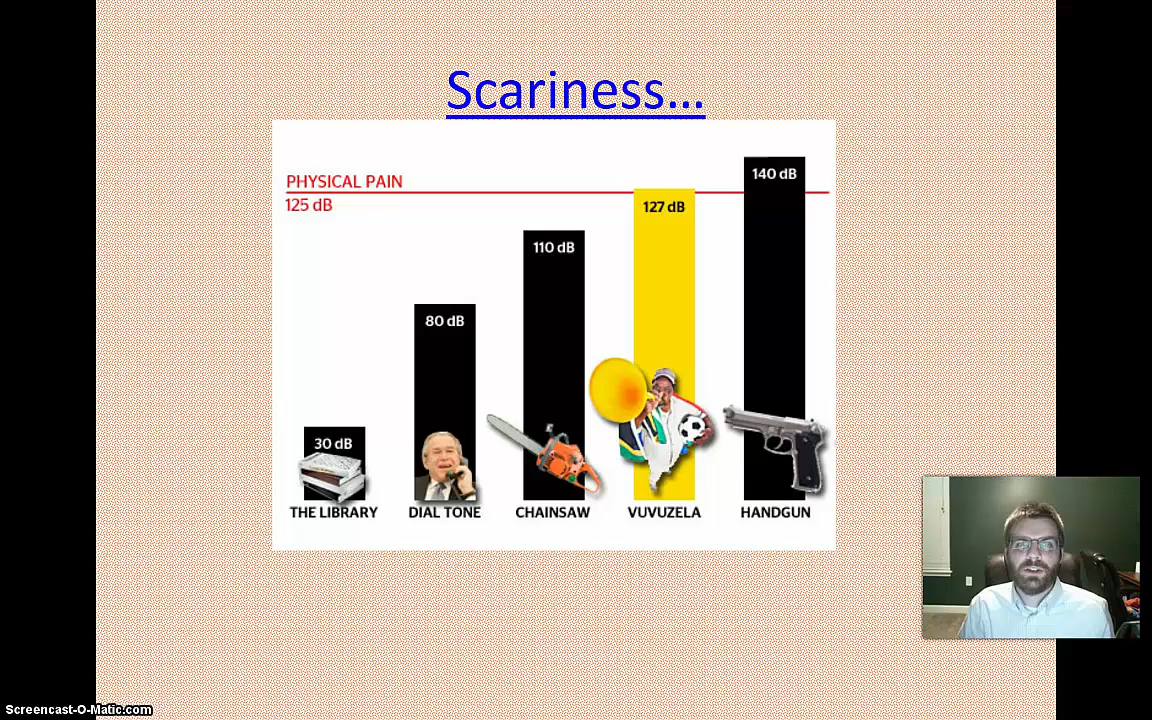 Scariness...
PHYSICAL PAIN
125 dB
30 dB
80 dB
110 dB
127 dB
140 dB
THE LIBRARY
DIAL TONE
CHAINSAW
VUVUZELA
HANDGUN
Screencast-O-Matic.com